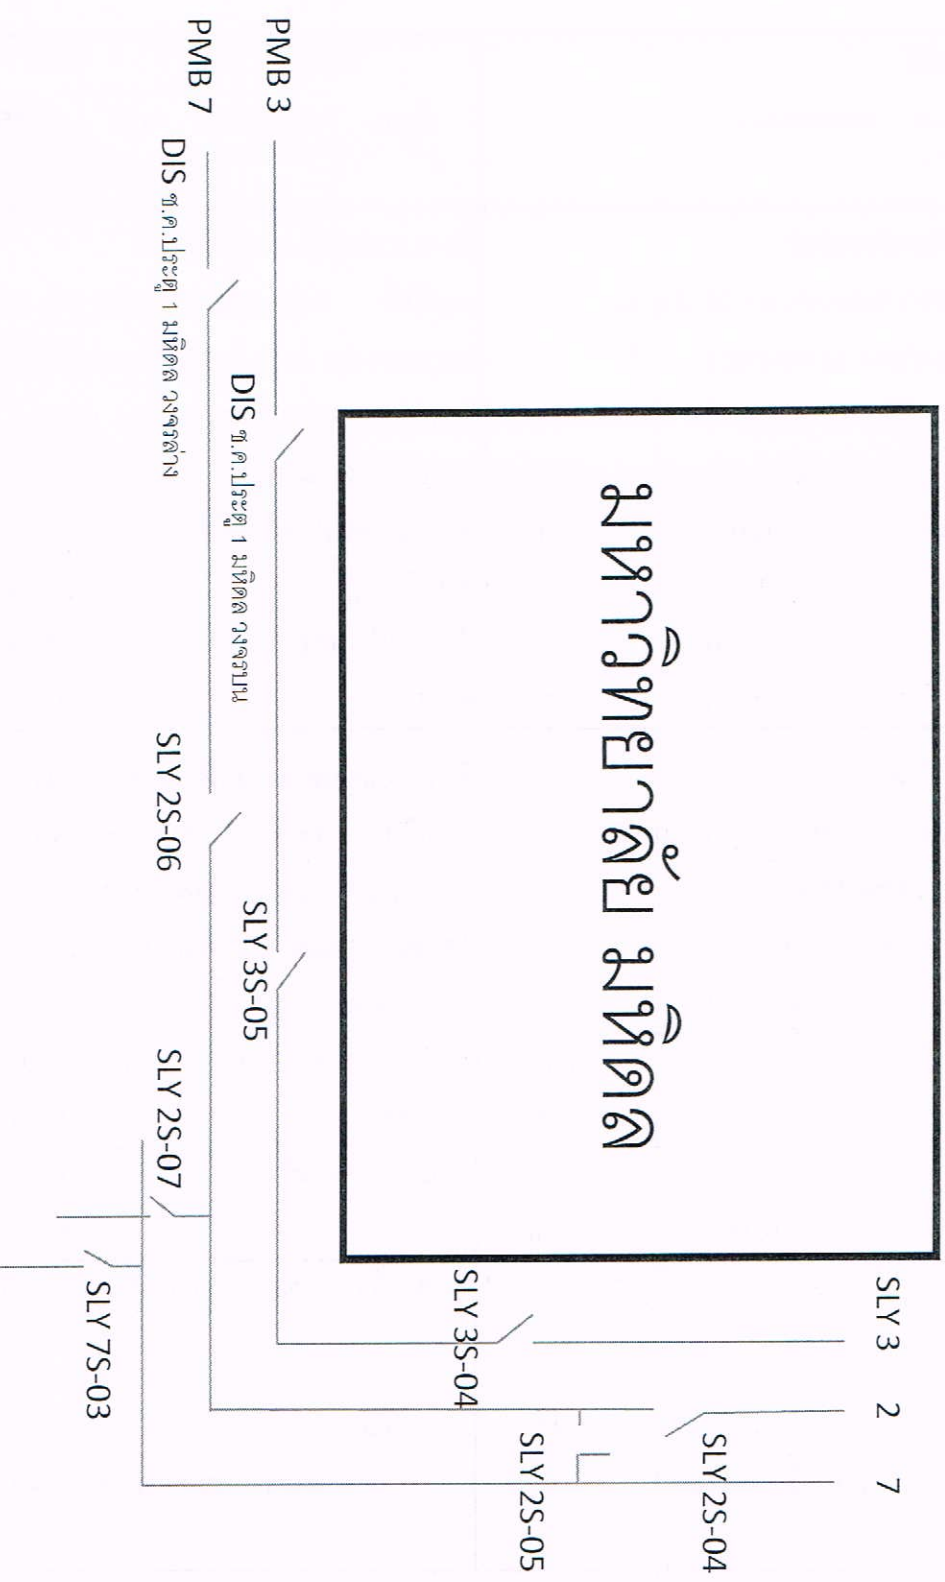 SLY 3
2
7
มหาวิทยาลัย มหิดล
SLY 2S-04
SLY 3S-04
SLY 2S-05
PMB 3
DIS ช.ค.ประตู 1 มหิดล วงจรบน
SLY 3S-05
PMB 7
DIS ช.ค.ประตู 1 มหิดล วงจรล่าง
SLY 2S-06
SLY 2S-07
SLY 7S-03